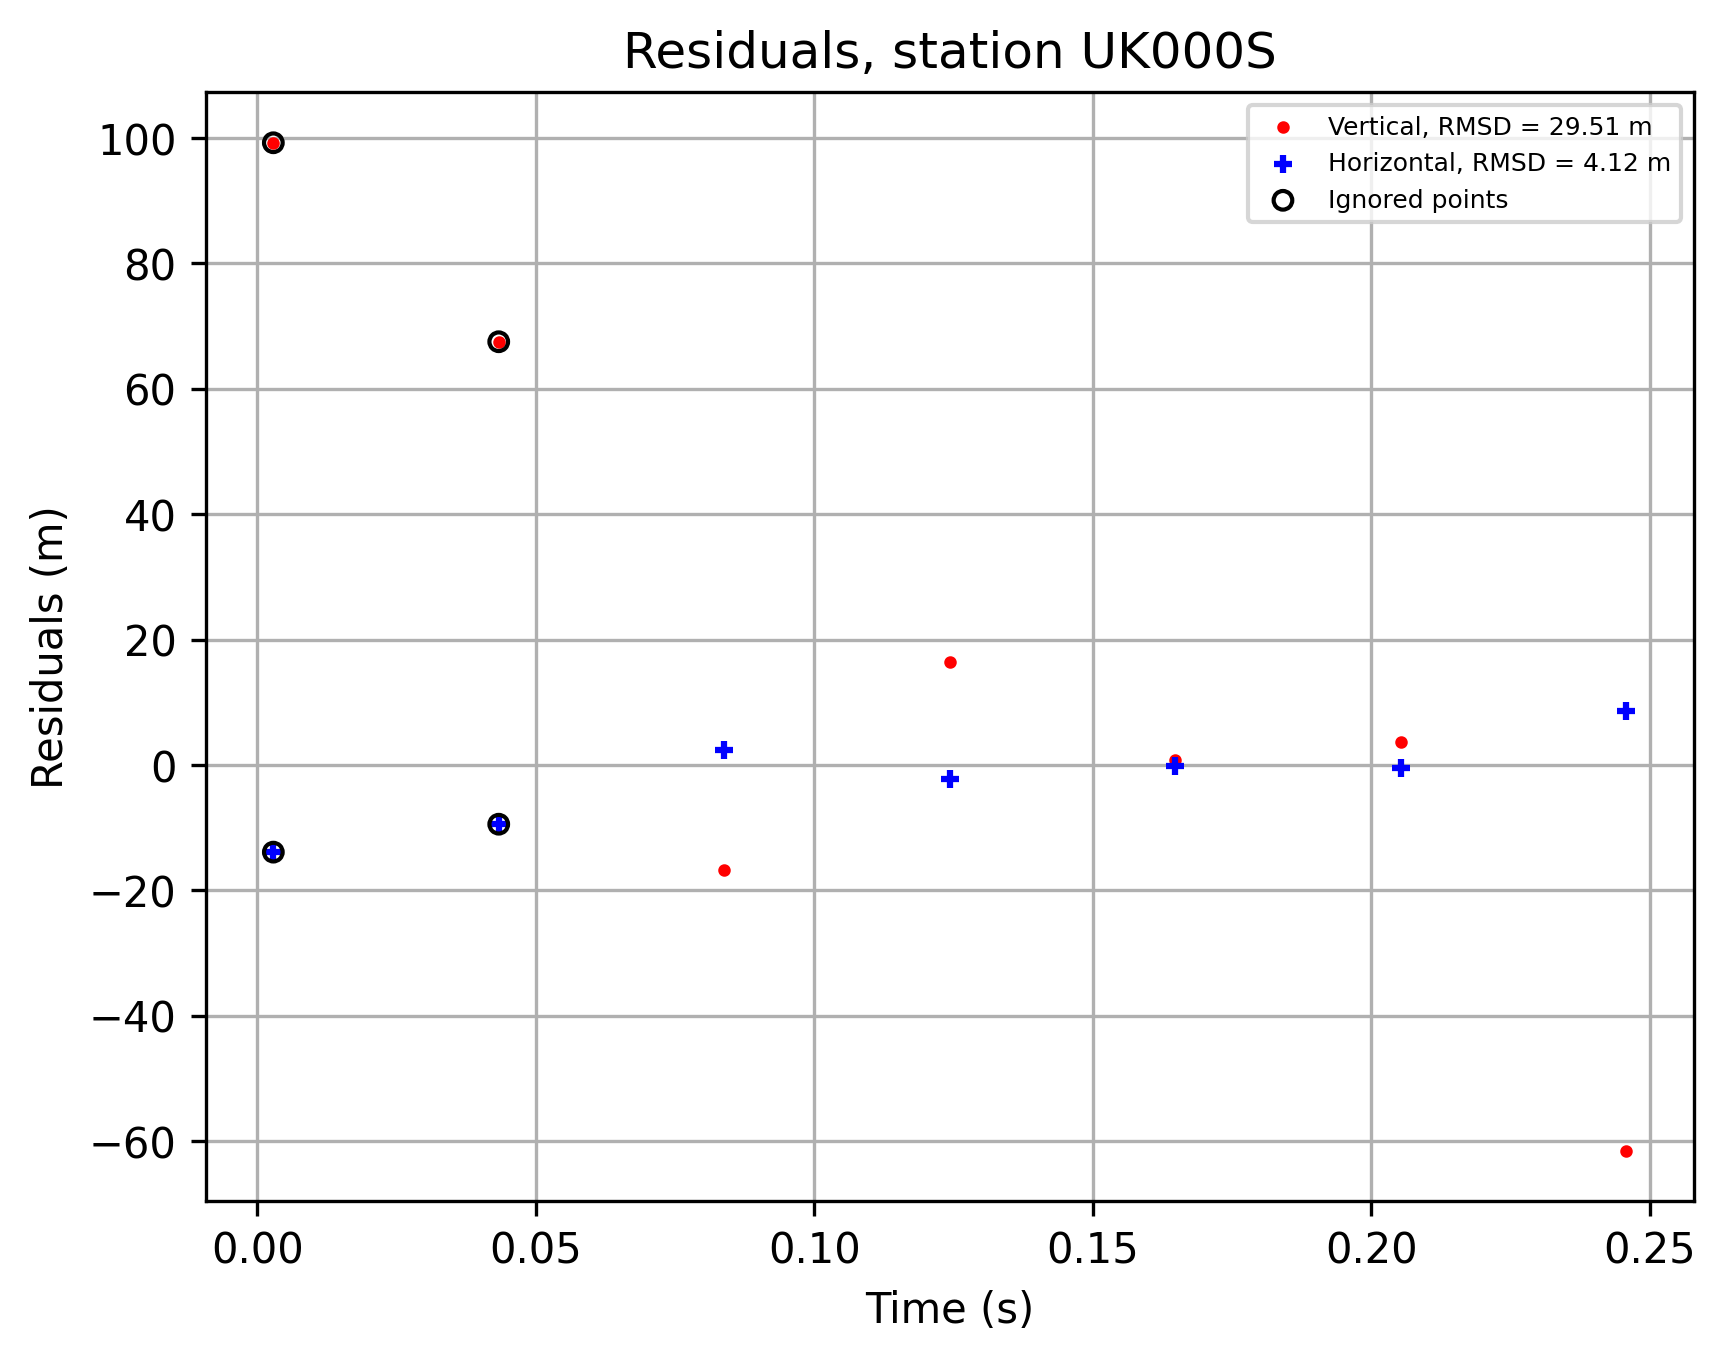 Residuals, station UK000S
Vertical, RMSD = 29.51 m
Horizontal, RMSD = 4.12 m
Ignored points
100
80
60
40
20
0
−20
−40
−60
Residuals (m)
0.00 0.05 0.10 0.15 0.20 0.25
Time (s)